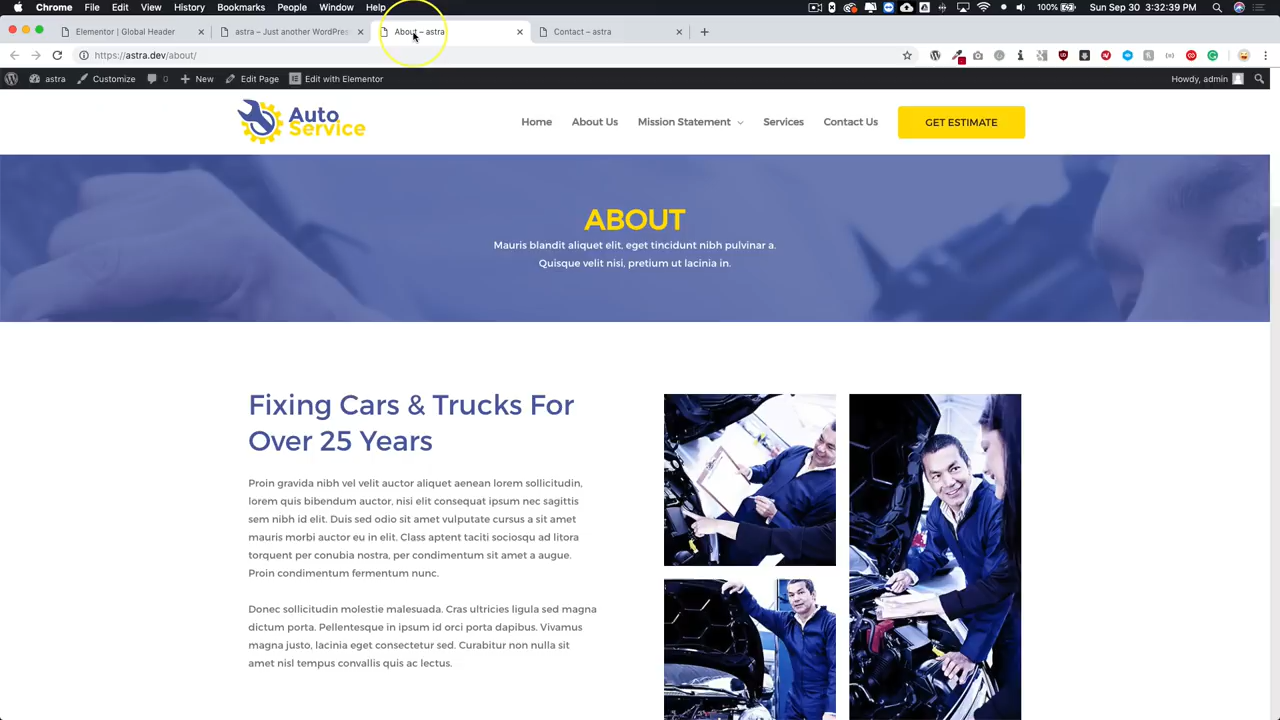 Chrome File Edit View History Bookmarks People Window Help
100% Sun Sep 8 3:32:39 PM
Elementor | Global Header
astra – Just another WordPres
About – astra
Contact – astra
https://astra.dev/about/
astra Customize 0 New Edit Page Edit with Elementor
Howdy, admin
Auto
Service
Home About Us Mission Statement Services Contact Us GET ESTIMATE
ABOUT
Mauris blandit aliquet elit, eget tincidunt nibh pulvinar a.
Quisque velit nisi, pretium ut lacinia in.
Fixing Cars & Trucks For
Over 25 Years
Proin gravida nibh vel velit auctor aliquet aenean lorem sollicitudin,
lorem quis bibendum auctor, nisi elit consequat ipsum nec sagittis
sem nibh id elit. Duis sed odio sit amet vulputate cursus a sit amet
mauris morbi auctor eu in elit. Class aptent taciti sociosqu ad litora
torquent per conubia nostra, per condimentum sit amet a augue.
Proin condimentum fermentum nunc.
Donec sollicitudin molestie malesuada. Cras ultricies ligula sed magna
dictum porta. Pellentesque in ipsum id orci porta dapibus. Vivamus
magna justo, lacinia eget consectetur sed. Curabitur non nulla sit
amet nisl tempus convallis quis ac lectus.